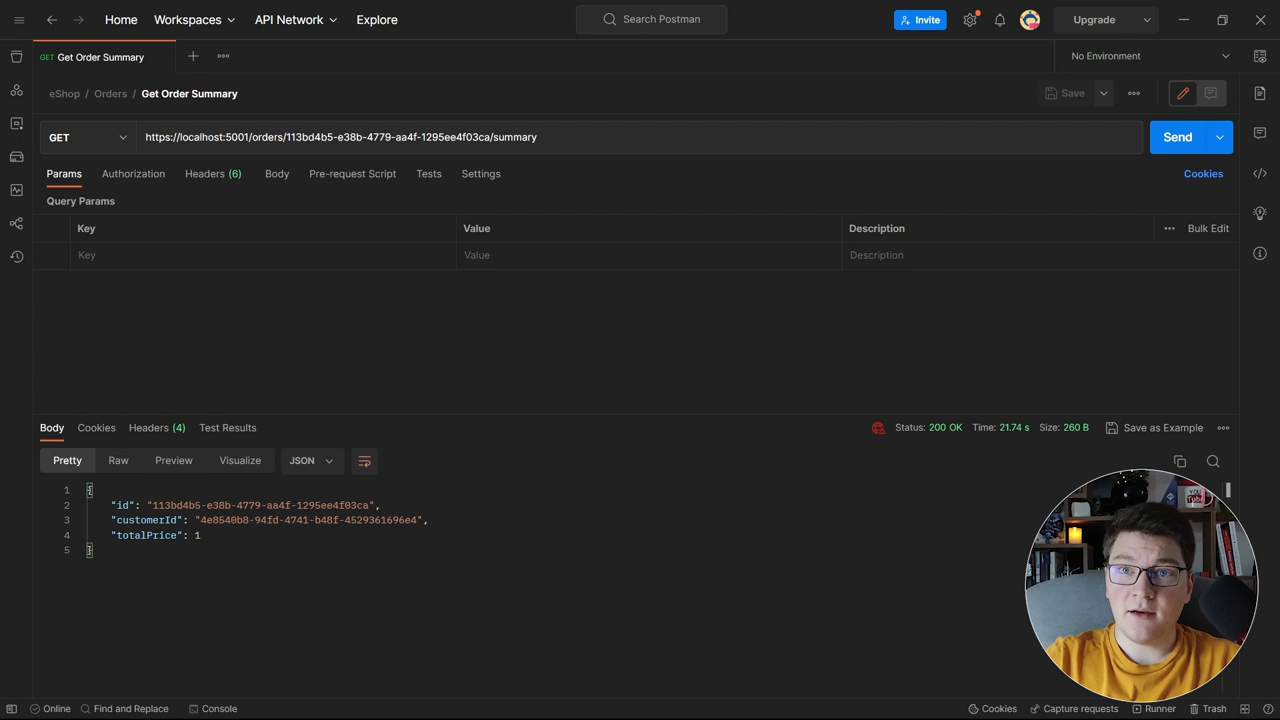 Home Workspaces API Network Explore Search Postman Invite Upgrade
GET Get Order Summary No Environment
eShop / Orders / Get Order Summary Save
GET https://localhost:5001/orders/113bd4b5-e38b-4779-aa4f-1295ee4f03ca/summary Send
Params Authorization Headers (6) Body Pre-request Script Tests Settings Cookies
Query Params
Key Value Description Bulk Edit
Key Value Description
Body Cookies Headers (4) Test Results Status: 200 OK Time: 21.74 s Size: 260 B Save as Example
Pretty Raw Preview Visualize JSON
1 {
2 "id": "113bd4b5-e38b-4779-aa4f-1295ee4f03ca",
3 "customerId": "4e8540b8-94fd-4741-b48f-4529361696e4",
4 "totalPrice": 1
5 }
Online Find and Replace Console Cookies Capture requests Runner Trash